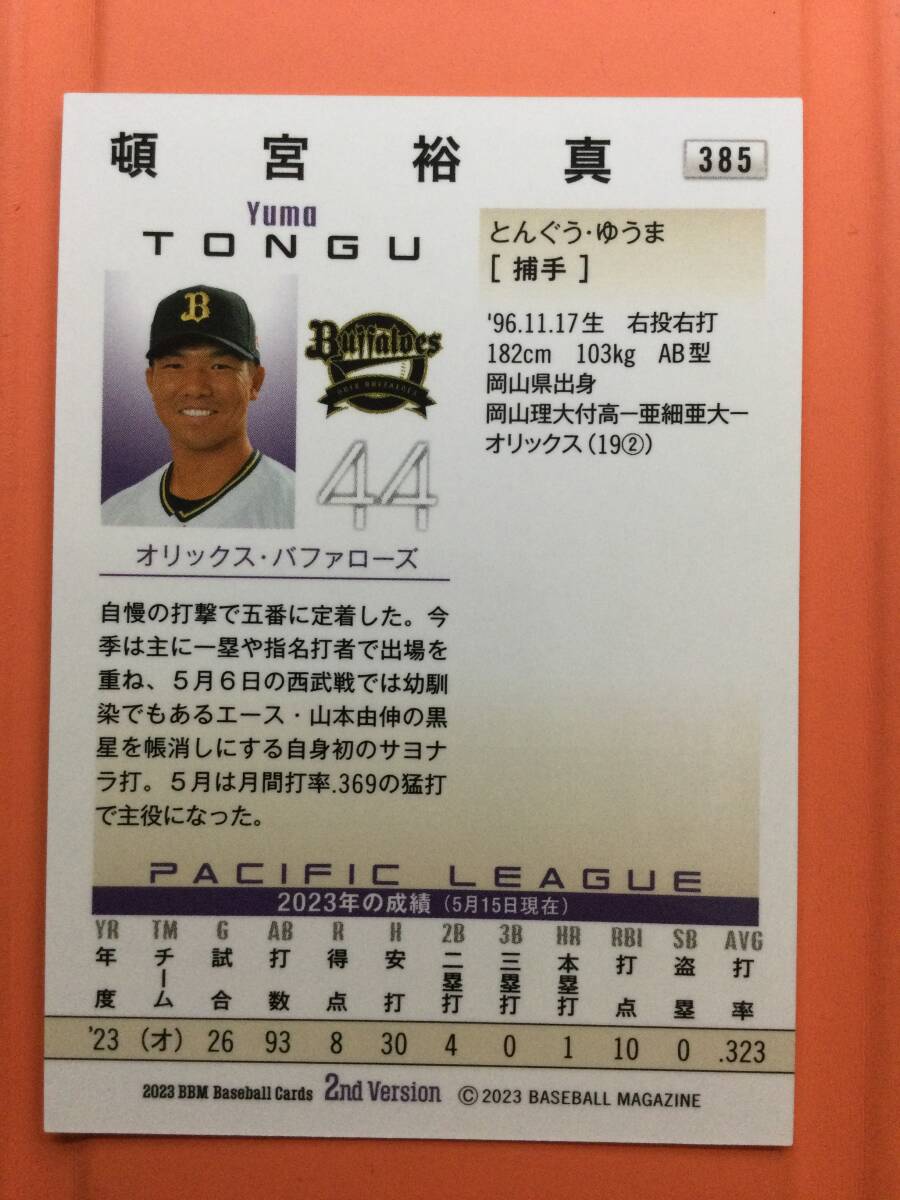 頓宮裕真 385
Yuma
TONGU
とんぐう・ゆうま
[ 捕手 ]
'96.11.17生 右投右打
182cm 103kg AB型
岡山県出身
岡山理大付高ー亜細亜大ー
オリックス(19②)
B
Buffaloes
ORIX BUFFALOES
44
オリックス・バファローズ
自慢の打撃で五番に定着した。今
季は主に一塁や指名打者で出場を
重ね、5月6日の西武戦では幼馴
染でもあるエース・山本由伸の黒
星を帳消しにする自身初のサヨナ
ラ打。5月は月間打率.369の猛打
で主役になった。
PACIFIC LEAGUE
2023年の成績(5月15日現在)
YR TM G AB R H 2B 3B HR RBI SB AVG
年度 チーム 試合 打数 得点 安打 二塁打 三塁打 本塁打 打点 盗塁 打率
'23 (オ) 26 93 8 30 4 0 1 10 0 .323
2023 BBM Baseball Cards 2nd Version ©2023 BASEBALL MAGAZINE